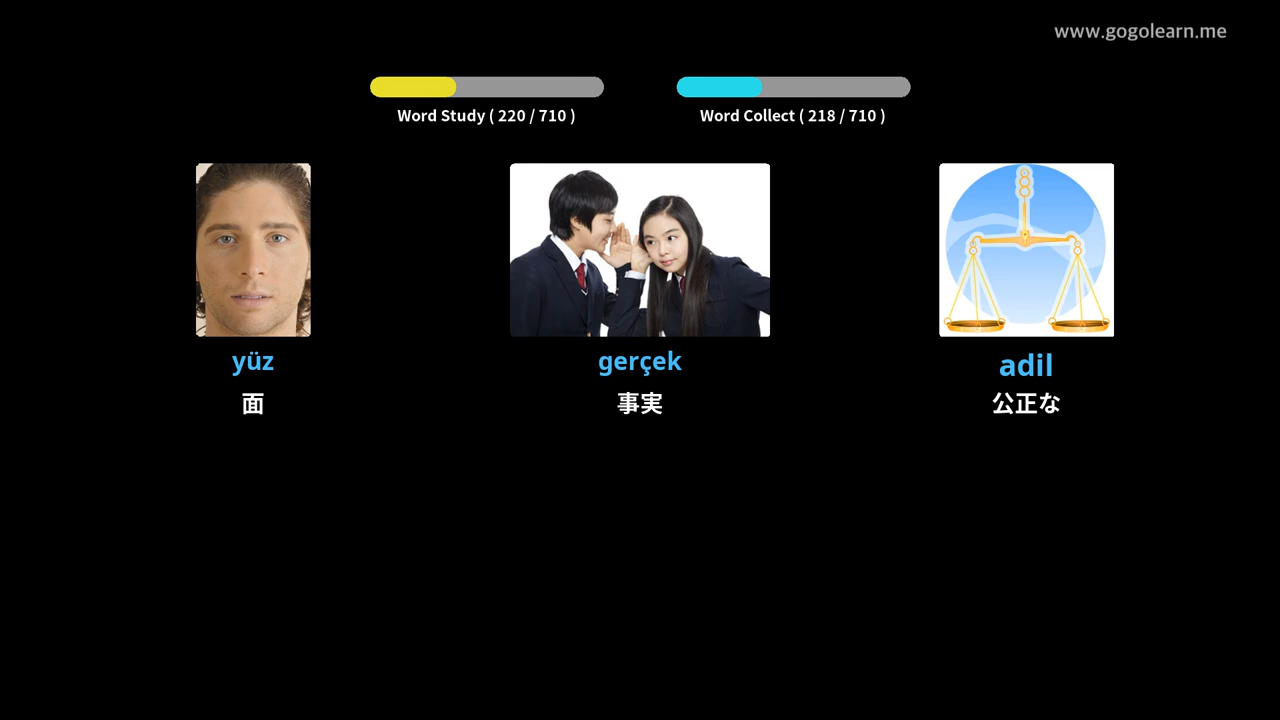 www.gogolearn.me
Word Study ( 220 / 710 )
Word Collect ( 218 / 710 )
yüz
gerçek
adil
面
事実
公正な